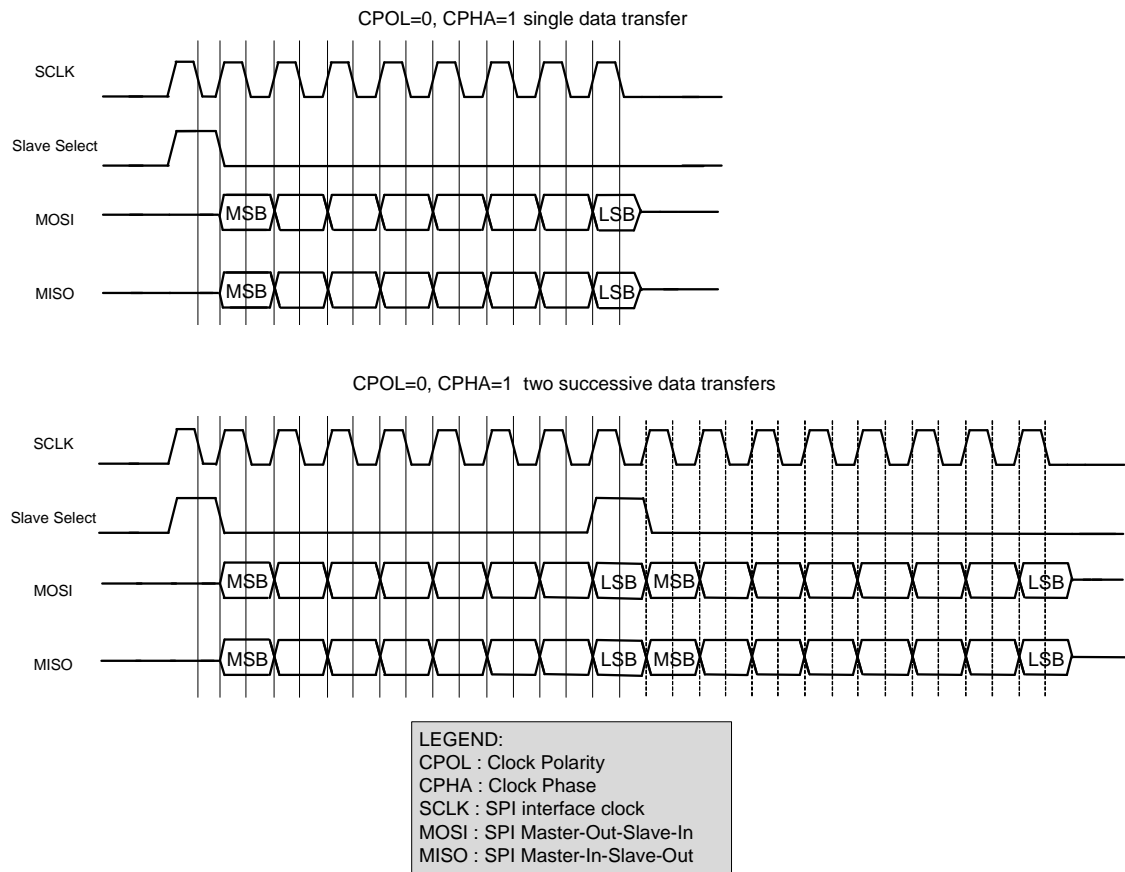 CPOL=0, CPHA=1 single data transfer
SCLK
Slave Select
MOSI
MSB
LSB
MISO
MSB
LSB
CPOL=0, CPHA=1 two successive data transfers
SCLK
Slave Select
MOSI
MSB
LSB
MSB
LSB
MISO
MSB
LSB
MSB
LSB
LEGEND:
CPOL : Clock Polarity
CPHA : Clock Phase
SCLK : SPI interface clock
MOSI : SPI Master-Out-Slave-In
MISO : SPI Master-In-Slave-Out